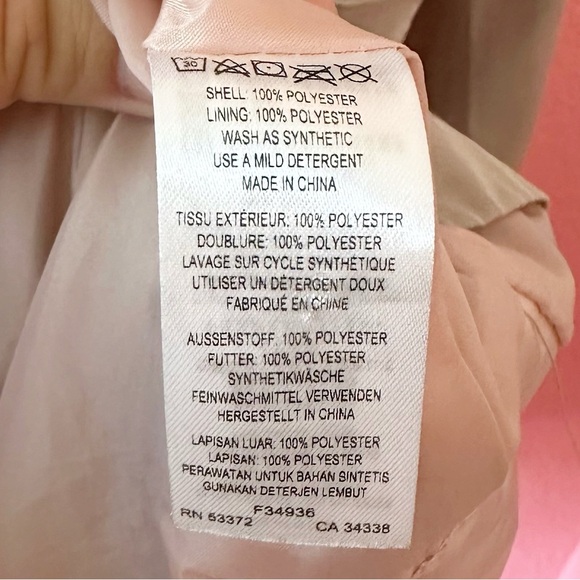 30
SHELL: 100% POLYESTER
LINING: 100% POLYESTER
WASH AS SYNTHETIC
USE A MILD DETERGENT
MADE IN CHINA
TISSU EXTÉRIEUR: 100% POLYESTER
DOUBLURE: 100% POLYESTER
LAVAGE SUR CYCLE SYNTHÉTIQUE
UTILISER UN DÉTERGENT DOUX
FABRIQUÉ EN CHINE
AUSSENSTOFF: 100% POLYESTER
FUTTER: 100% POLYESTER
SYNTHETIKWÄSCHE
FEINWASCHMITTEL VERWENDEN
HERGESTELLT IN CHINA
LAPISAN LUAR: 100% POLYESTER
LAPISAN: 100% POLYESTER
PERAWATAN UNTUK BAHAN SINTETIS
GUNAKAN DETERJEN LEMBUT
F34936
RN 53372 CA 34338